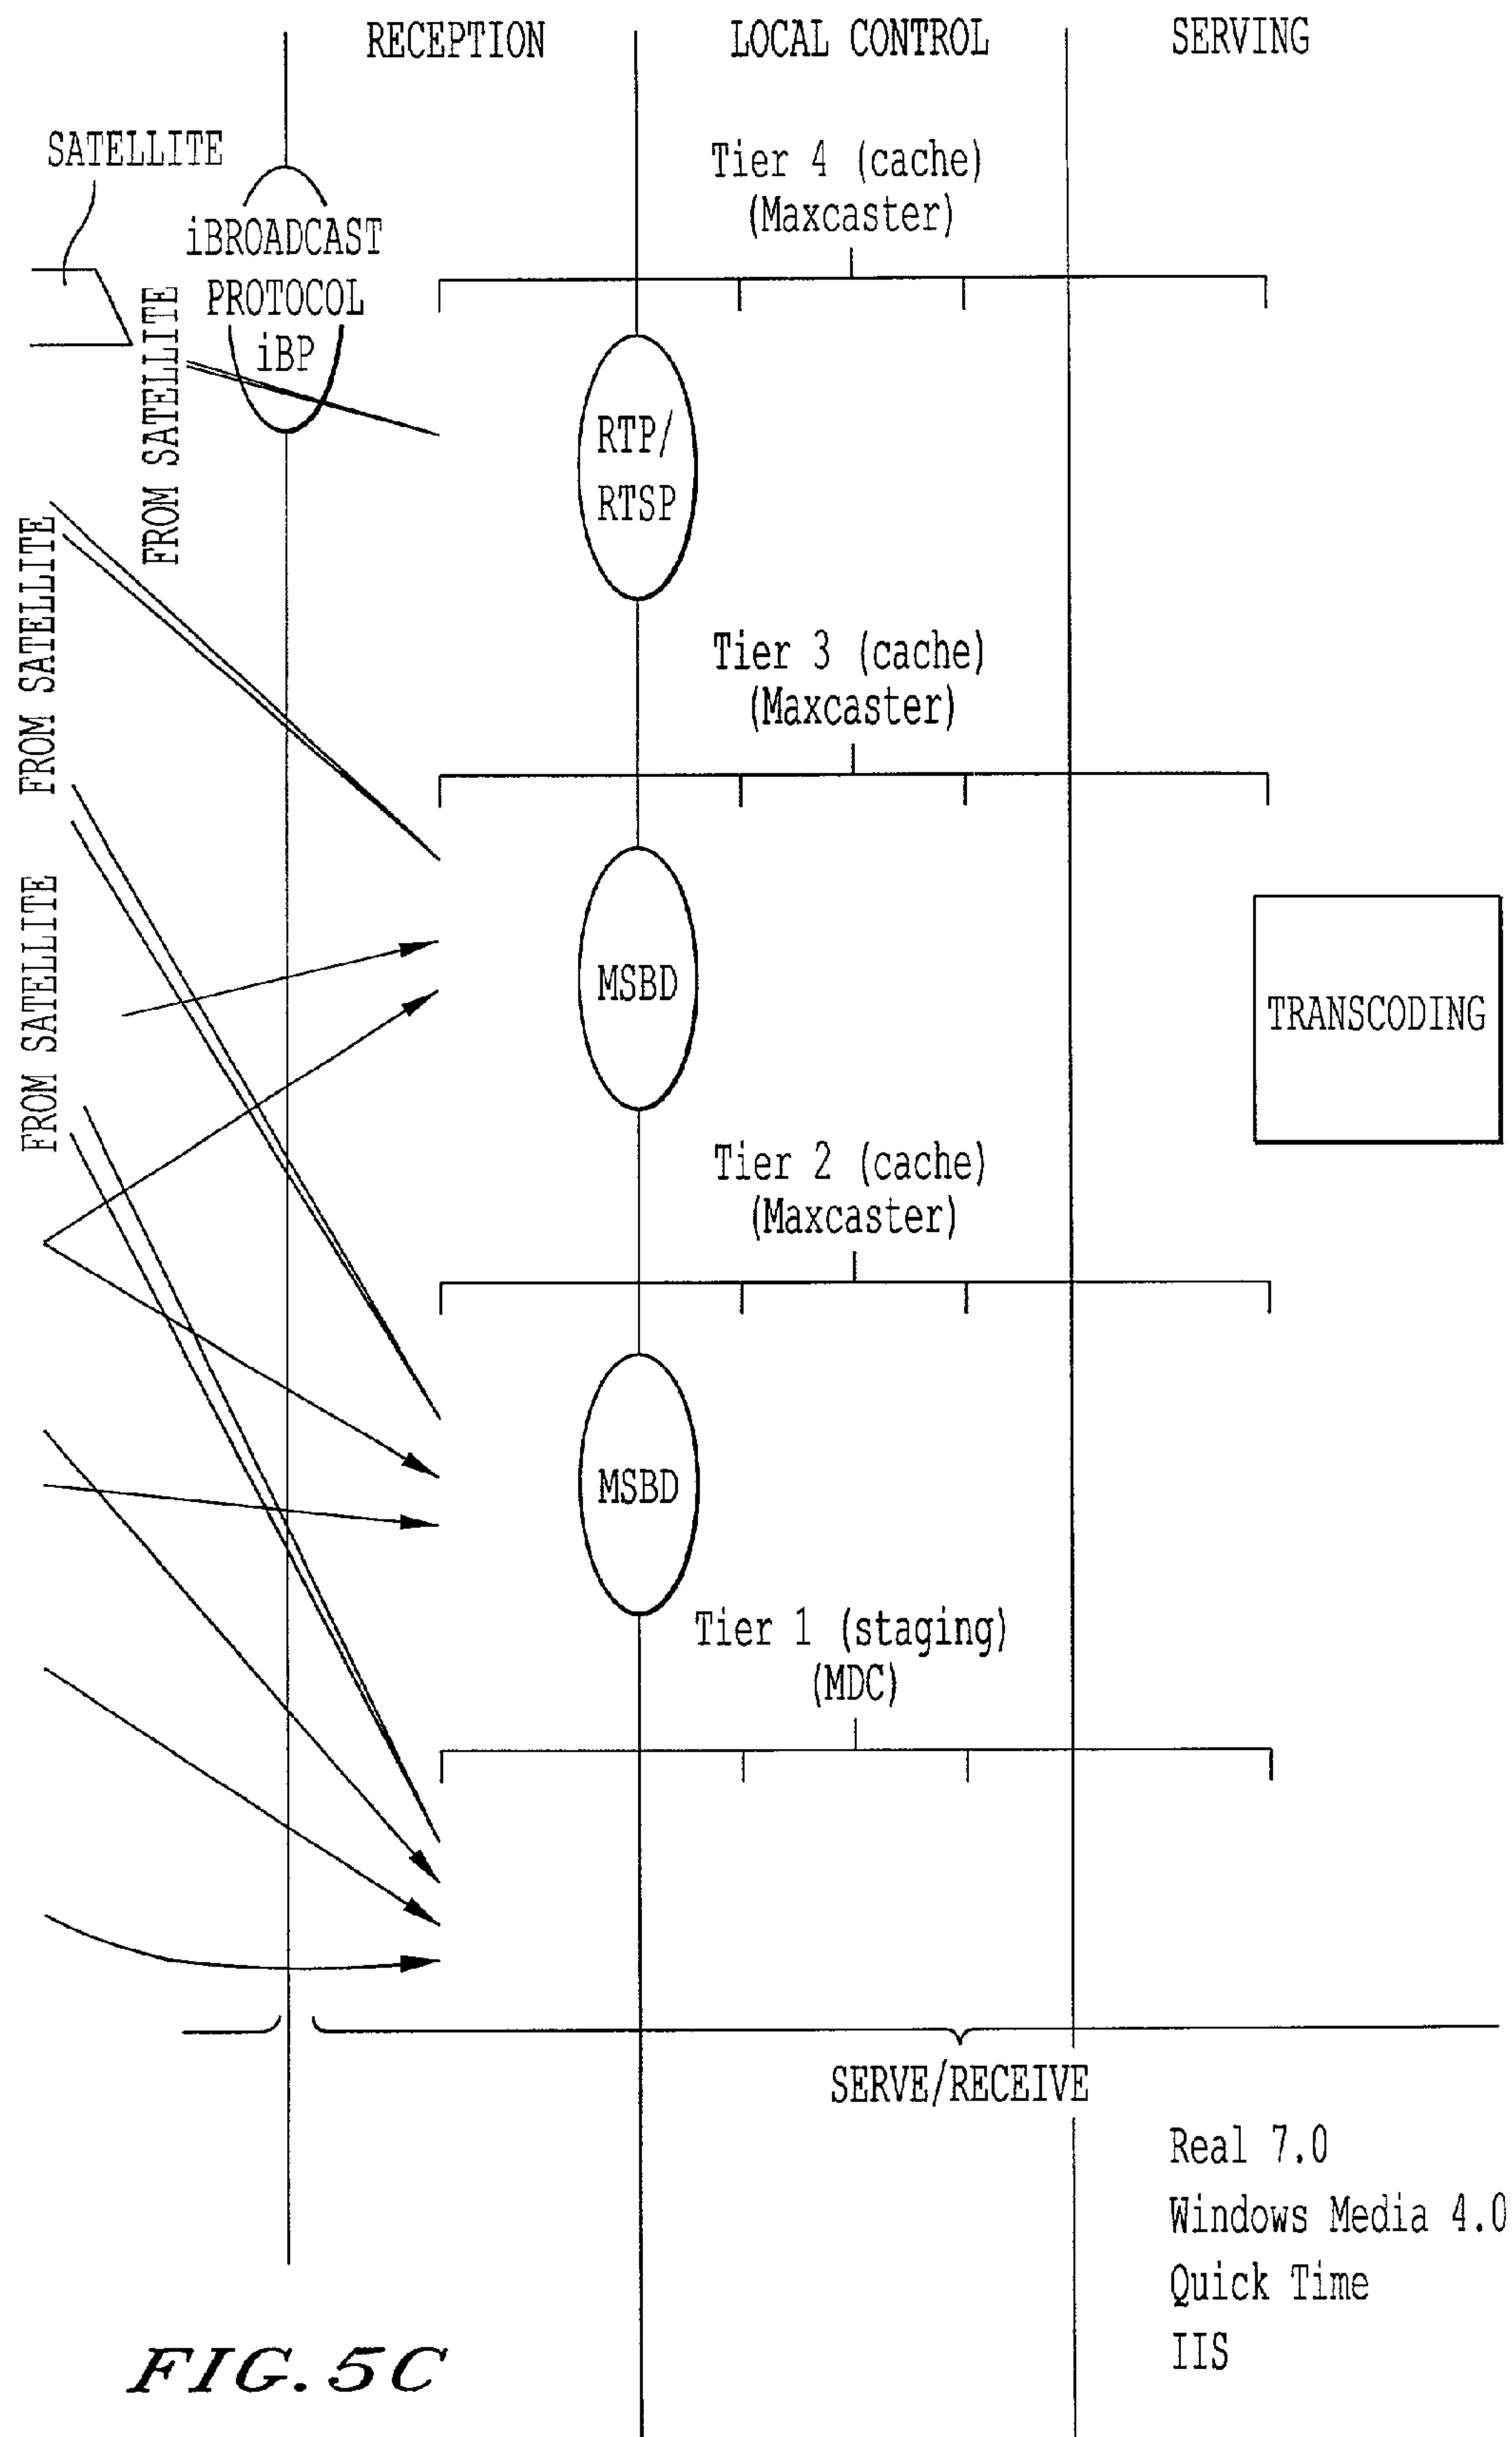 RECEPTION
LOCAL CONTROL
SERVING
SATELLITE
iBROADCAST
PROTOCOL
iBP
FROM SATELLITE
FROM SATELLITE
FROM SATELLITE
Tier 4 (cache)
(Maxcaster)
RTP/
RTSP
Tier 3 (cache)
(Maxcaster)
MSBD
TRANSCODING
Tier 2 (cache)
(Maxcaster)
MSBD
Tier 1 (staging)
(MDC)
SERVE/RECEIVE
Real 7.0
Windows Media 4.0
Quick Time
IIS
FIG. 5C